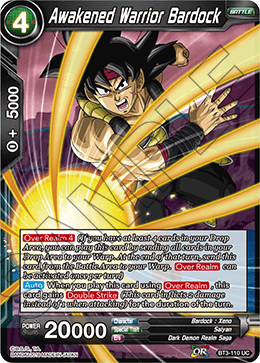 4
Awakened Warrior Bardock
BATTLE
0 + 5000
Over Realm 4 (If you have at least 4 cards in your Drop
Area, you can play this card by sending all cards in your
Drop Area to your Warp. At the end of that turn, send this
card from the Battle Area to your Warp. Over Realm can
be activated once per turn)
Auto When you play this card using Over Realm, this
card gains Double Strike (This card inflicts 2 damage
instead of 1 when attacking) for the duration of the turn.
POWER
20000
Character
Bardock : Xeno
Special Trait
Saiyan
Era
Dark Demon Realm Saga
BT3-110 UC